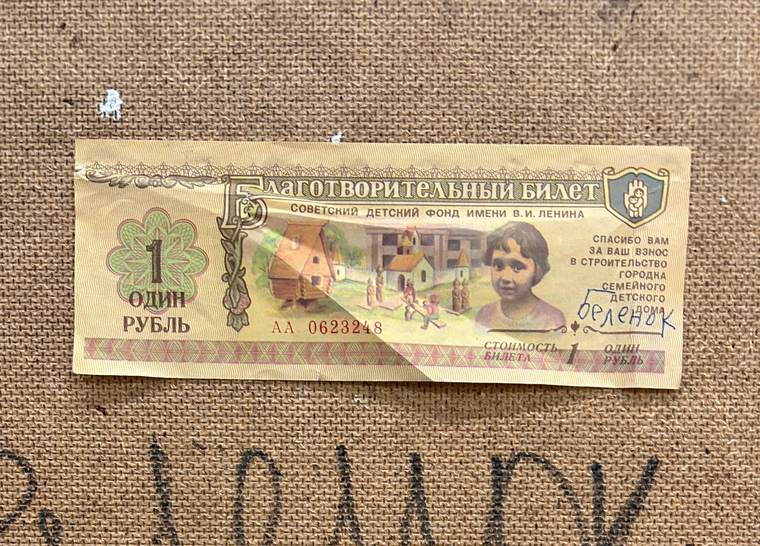 Благотворительный билет
СОВЕТСКИЙ ДЕТСКИЙ ФОНД ИМЕНИ В.И. ЛЕНИНА
1
ОДИН
РУБЛЬ
АА 0623248
СПАСИБО ВАМ
ЗА ВАШ ВЗНОС
В СТРОИТЕЛЬСТВО
ГОРОДКА
СЕМЕЙНОГО
ДЕТСКОГО
ДОМА
Беленок
СТОИМОСТЬ
БИЛЕТА
1
ОДИН
РУБЛЬ